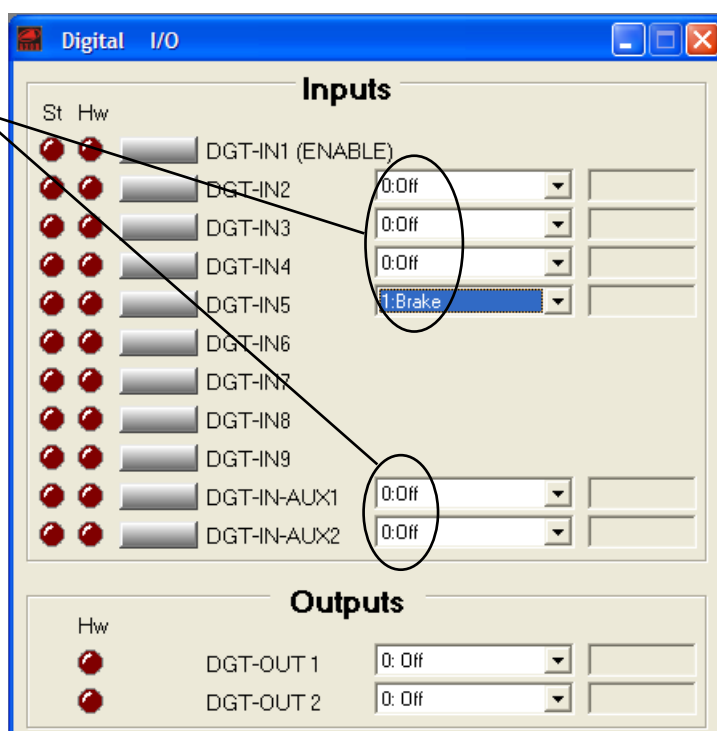 Digital I/O
Inputs
St Hw
DGT-IN1 (ENABLE)
DGT-IN2 0:Off
DGT-IN3 0:Off
DGT-IN4 0:Off
DGT-IN5 1:Brake
DGT-IN6
DGT-IN7
DGT-IN8
DGT-IN9
DGT-IN-AUX1 0:Off
DGT-IN-AUX2 0:Off
Outputs
Hw
DGT-OUT 1 0: Off
DGT-OUT 2 0: Off